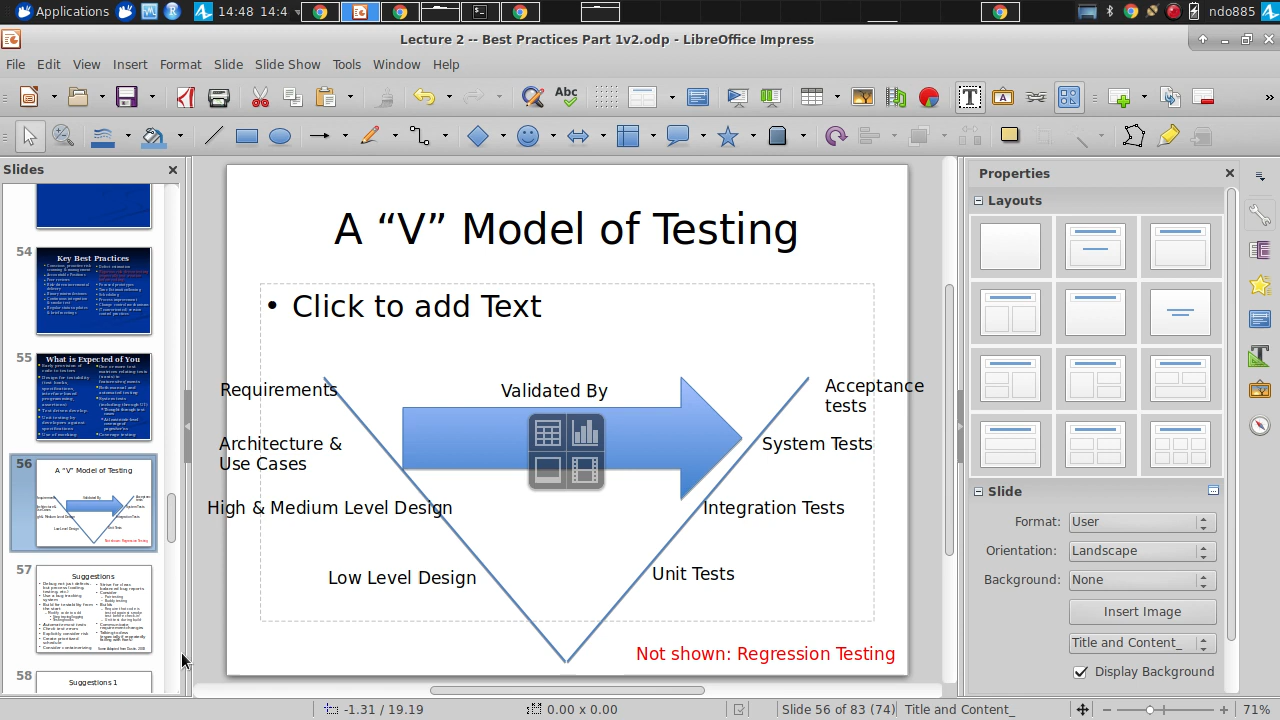 Applications 14:48 14:4 ndo885
Lecture 2 -- Best Practices Part 1v2.odp - LibreOffice Impress
File Edit View Insert Format Slide Slide Show Tools Window Help
Abc
Slides
54
Key Best Practices
55
What is Expected of You
56
A “V” Model of Testing
57
Suggestions
58
Suggestions 1
A “V” Model of Testing
• Click to add Text
Requirements
Validated By
Acceptance
tests
Architecture &
Use Cases
System Tests
High & Medium Level Design
Integration Tests
Low Level Design
Unit Tests
Not shown: Regression Testing
Properties
Layouts
Slide
Format: User
Orientation: Landscape
Background: None
Insert Image
Title and Content_
Display Background
-1.31 / 19.19 0.00 x 0.00 Slide 56 of 83 (74) Title and Content_ 71%